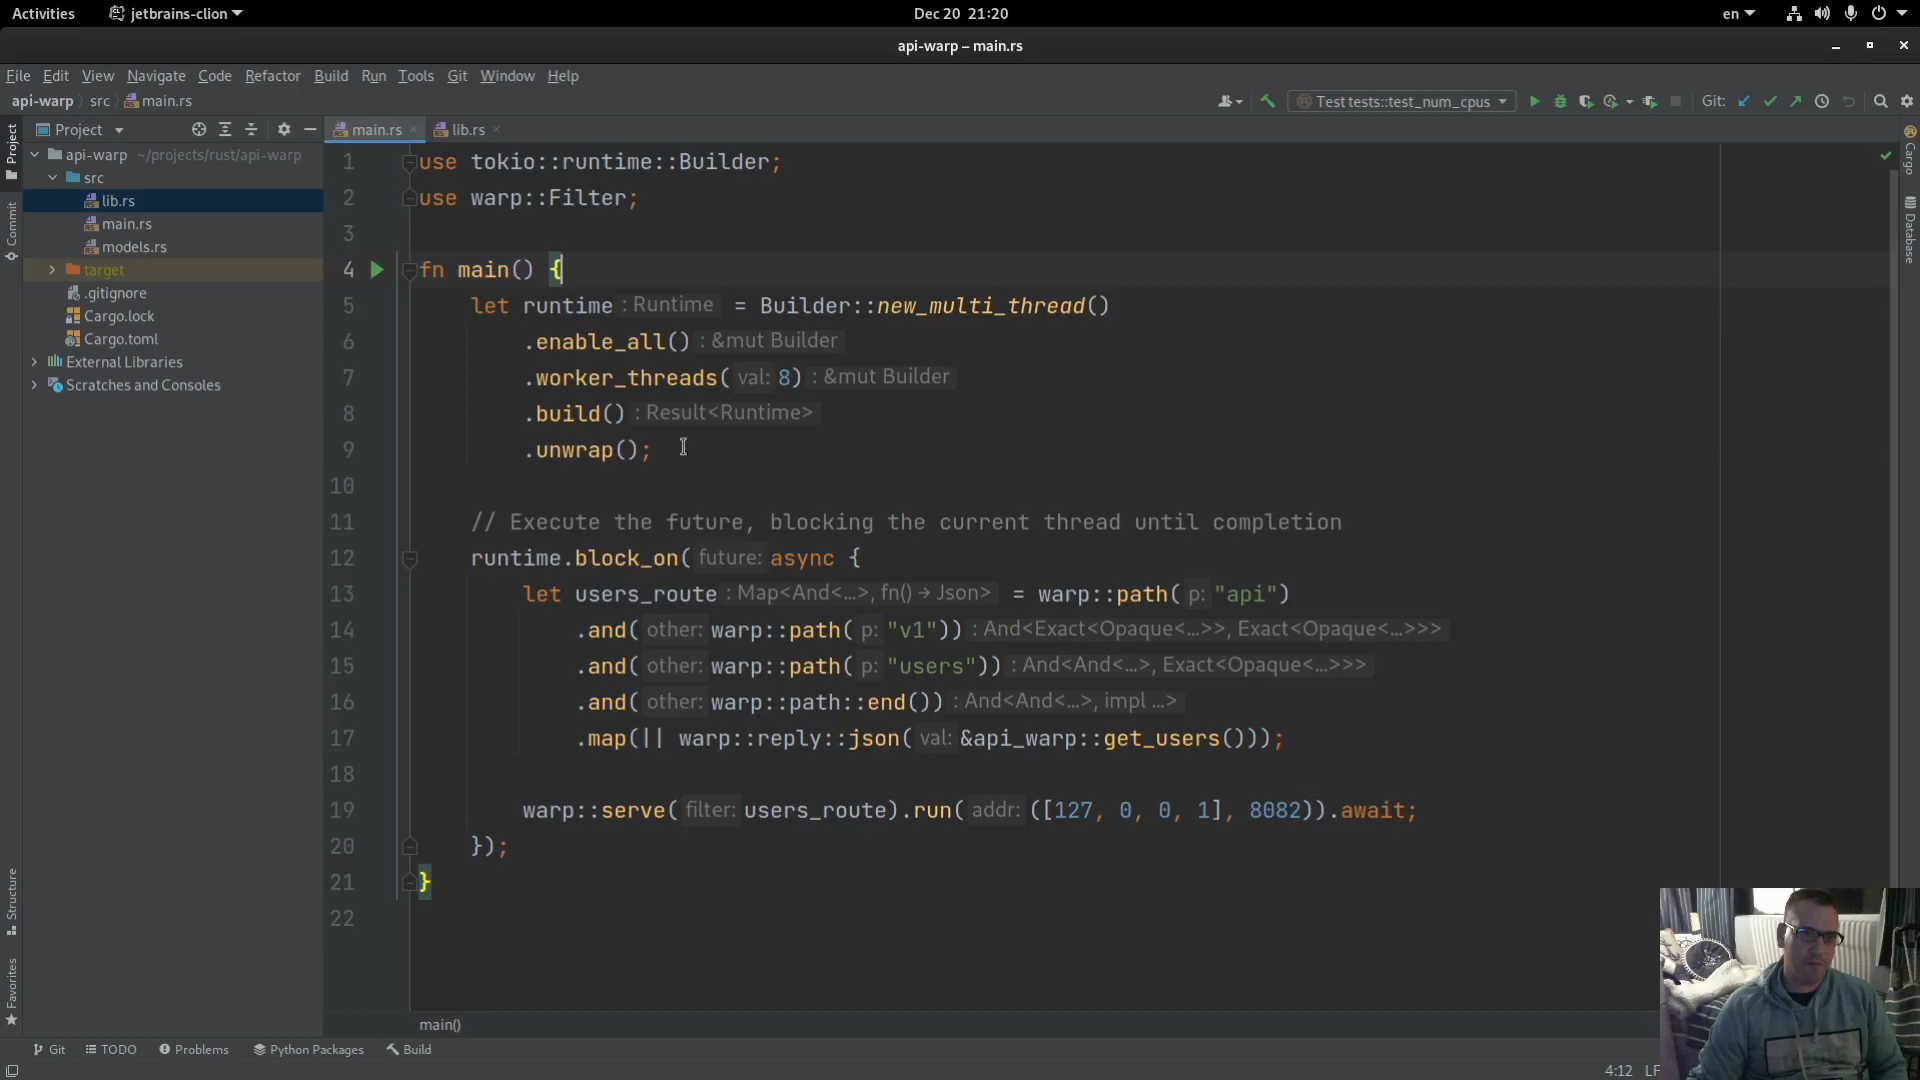 Activities jetbrains-clion Dec 20 21:20 en
api-warp – main.rs
File Edit View Navigate Code Refactor Build Run Tools Git Window Help
api-warp src main.rs Test tests::test_num_cpus Git:
Project main.rs lib.rs
Project
Commit
Structure
Favorites
Cargo
Database
api-warp ~/projects/rust/api-warp
src
lib.rs
main.rs
models.rs
target
.gitignore
Cargo.lock
Cargo.toml
External Libraries
Scratches and Consoles
1 use tokio::runtime::Builder;
2 use warp::Filter;
3
4 fn main() {
5 let runtime : Runtime = Builder::new_multi_thread()
6 .enable_all() : &mut Builder
7 .worker_threads( val: 8) : &mut Builder
8 .build() : Result<Runtime>
9 .unwrap();
10
11 // Execute the future, blocking the current thread until completion
12 runtime.block_on( future: async {
13 let users_route : Map<And<…>, fn() → Json> = warp::path( p: "api")
14 .and( other: warp::path( p: "v1")) : And<Exact<Opaque<…>>, Exact<Opaque<…>>>
15 .and( other: warp::path( p: "users")) : And<And<…>, Exact<Opaque<…>>>
16 .and( other: warp::path::end()) : And<And<…>, impl …>
17 .map(|| warp::reply::json( val: &api_warp::get_users()));
18
19 warp::serve( filter: users_route).run( addr: ([127, 0, 0, 1], 8082)).await;
20 });
21 }
22
main()
Git TODO Problems Python Packages Build
4:12 LF